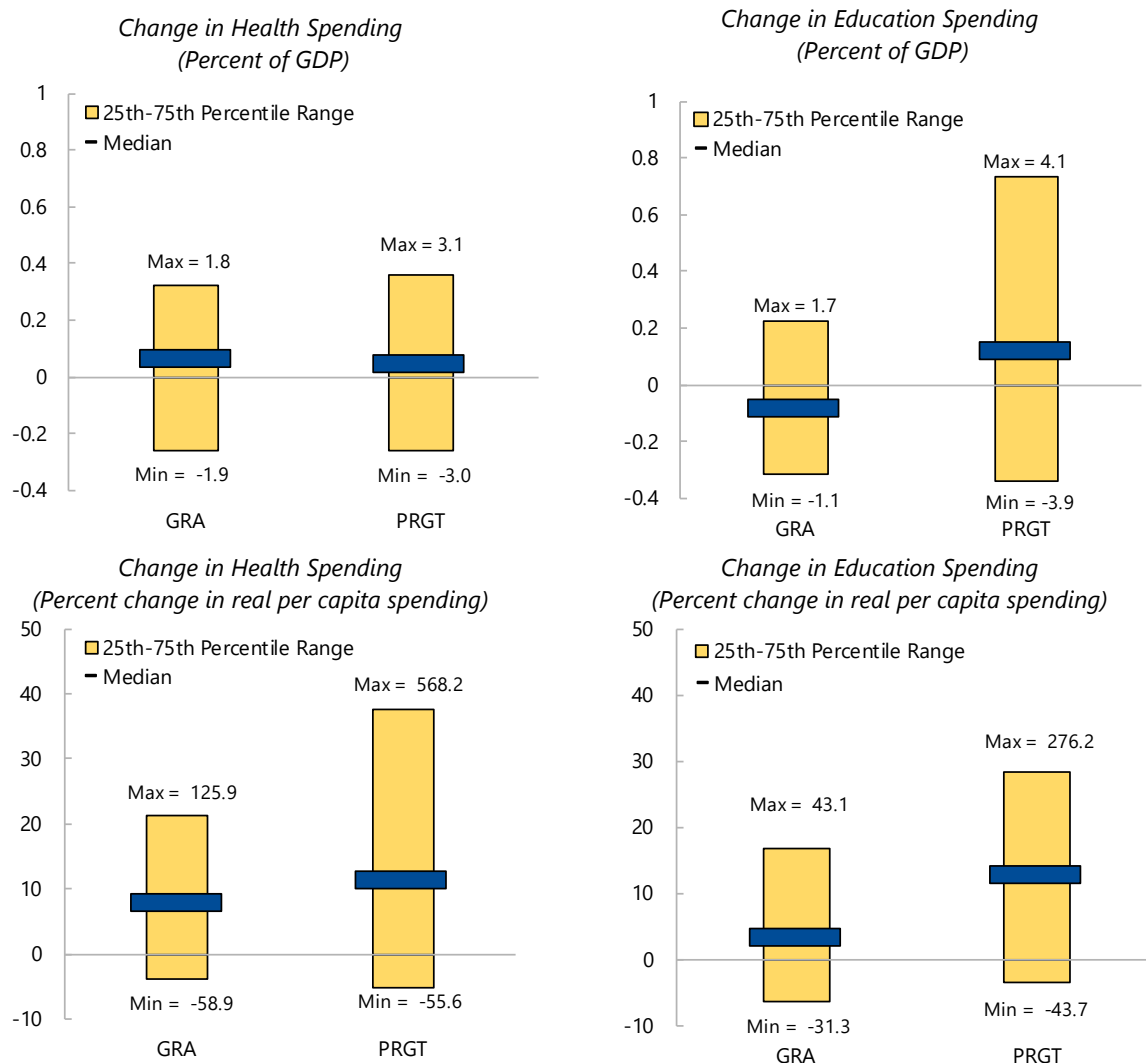 Change in Health Spending
(Percent of GDP)
1
0.8
0.6
0.4
0.2
0
-0.2
-0.4
25th-75th Percentile Range
Median
Max = 1.8
Max = 3.1
Min = -1.9
Min = -3.0
GRA
PRGT
Change in Education Spending
(Percent of GDP)
1
0.8
0.6
0.4
0.2
0
-0.2
-0.4
25th-75th Percentile Range
Median
Max = 4.1
Max = 1.7
Min = -1.1
Min = -3.9
GRA
PRGT
Change in Health Spending
(Percent change in real per capita spending)
50
40
30
20
10
0
-10
25th-75th Percentile Range
Median
Max = 568.2
Max = 125.9
Min = -58.9
Min = -55.6
GRA
PRGT
Change in Education Spending
(Percent change in real per capita spending)
50
40
30
20
10
0
-10
25th-75th Percentile Range
Median
Max = 276.2
Max = 43.1
Min = -31.3
Min = -43.7
GRA
PRGT